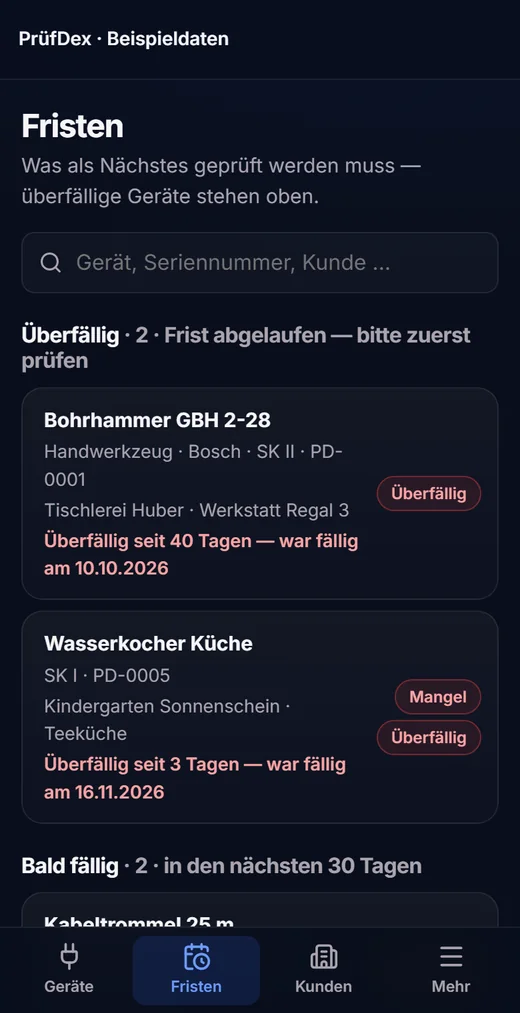 PrüfDex · Beispieldaten
Fristen
Was als Nächstes geprüft werden muss —
überfällige Geräte stehen oben.
Gerät, Seriennummer, Kunde ...
Überfällig · 2 · Frist abgelaufen — bitte zuerst
prüfen
Bohrhammer GBH 2-28
Handwerkzeug · Bosch · SK II · PD-
0001
Tischlerei Huber · Werkstatt Regal 3
Überfällig seit 40 Tagen — war fällig
am 10.10.2026
Überfällig
Wasserkocher Küche
SK I · PD-0005
Kindergarten Sonnenschein ·
Teeküche
Überfällig seit 3 Tagen — war fällig
am 16.11.2026
Mangel
Überfällig
Bald fällig · 2 · in den nächsten 30 Tagen
Kabeltrommel 25 m
Geräte
Fristen
Kunden
Mehr